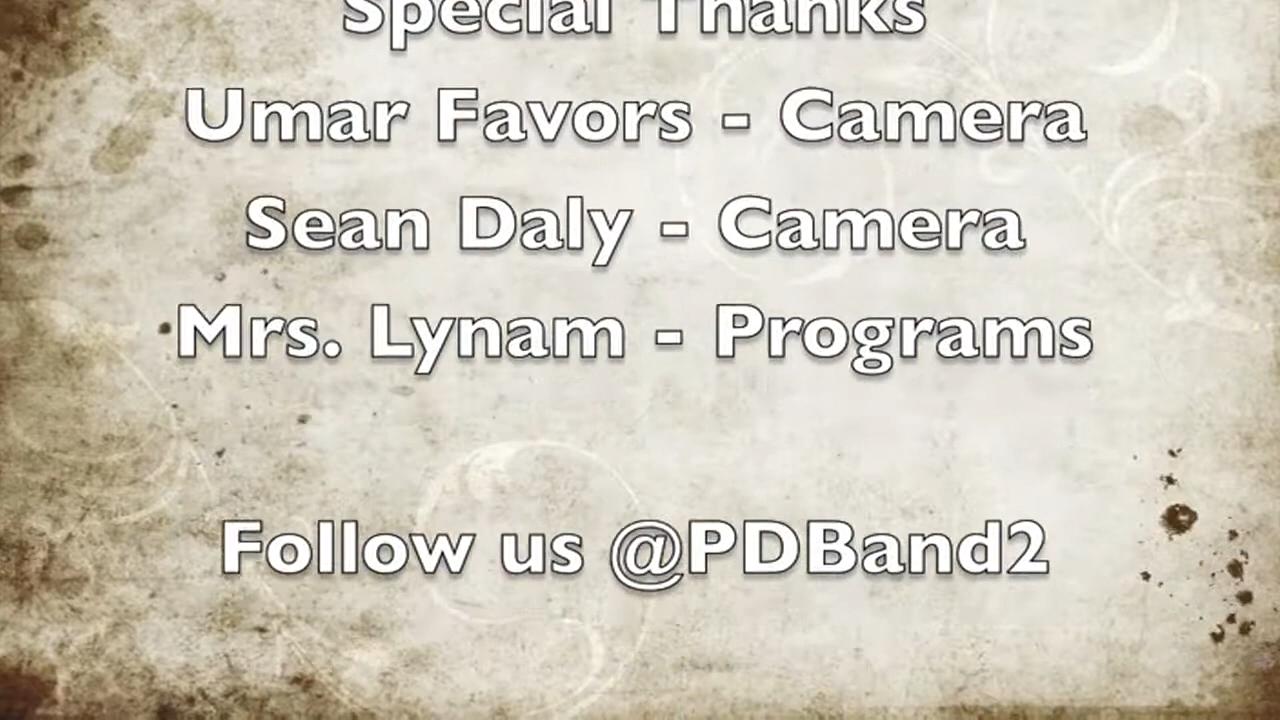 Special Thanks
Umar Favors - Camera
Sean Daly - Camera
Mrs. Lynam - Programs
Follow us @PDBand2